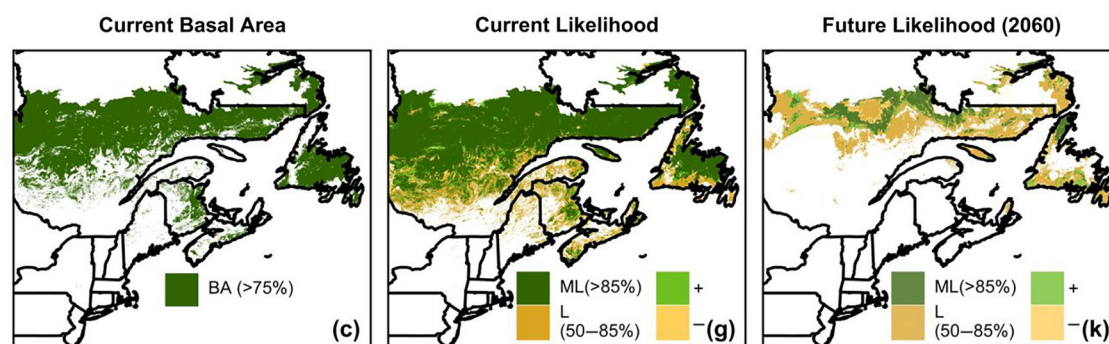 Current Basal Area
Current Likelihood
Future Likelihood (2060)
BA (>75%)
(c)
ML(>85%)
+
L
(50–85%)
–
(g)
ML(>85%)
+
L
(50–85%)
–
(k)